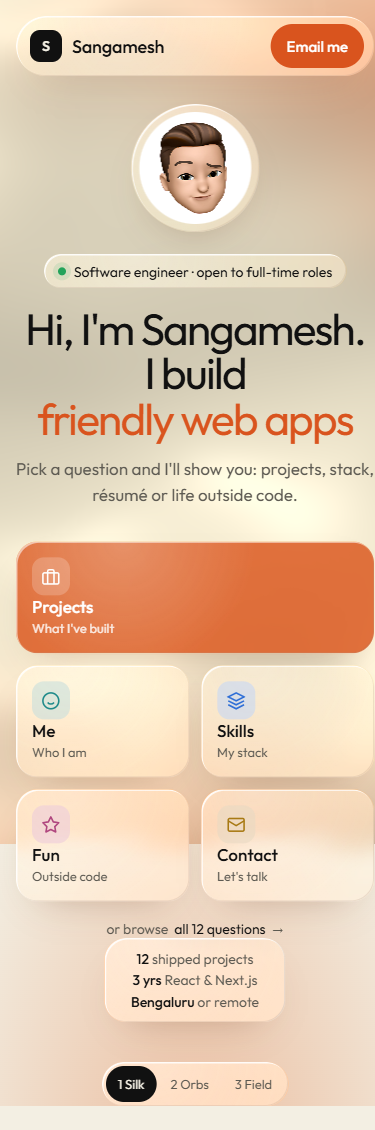 S Sangamesh Email me
Software engineer · open to full-time roles
Hi, I'm Sangamesh.
I build
friendly web apps
Pick a question and I'll show you: projects, stack,
résumé or life outside code.
Projects
What I've built
Me
Who I am
Skills
My stack
Fun
Outside code
Contact
Let's talk
or browse all 12 questions →
12 shipped projects
3 yrs React & Next.js
Bengaluru or remote
1 Silk 2 Orbs 3 Field